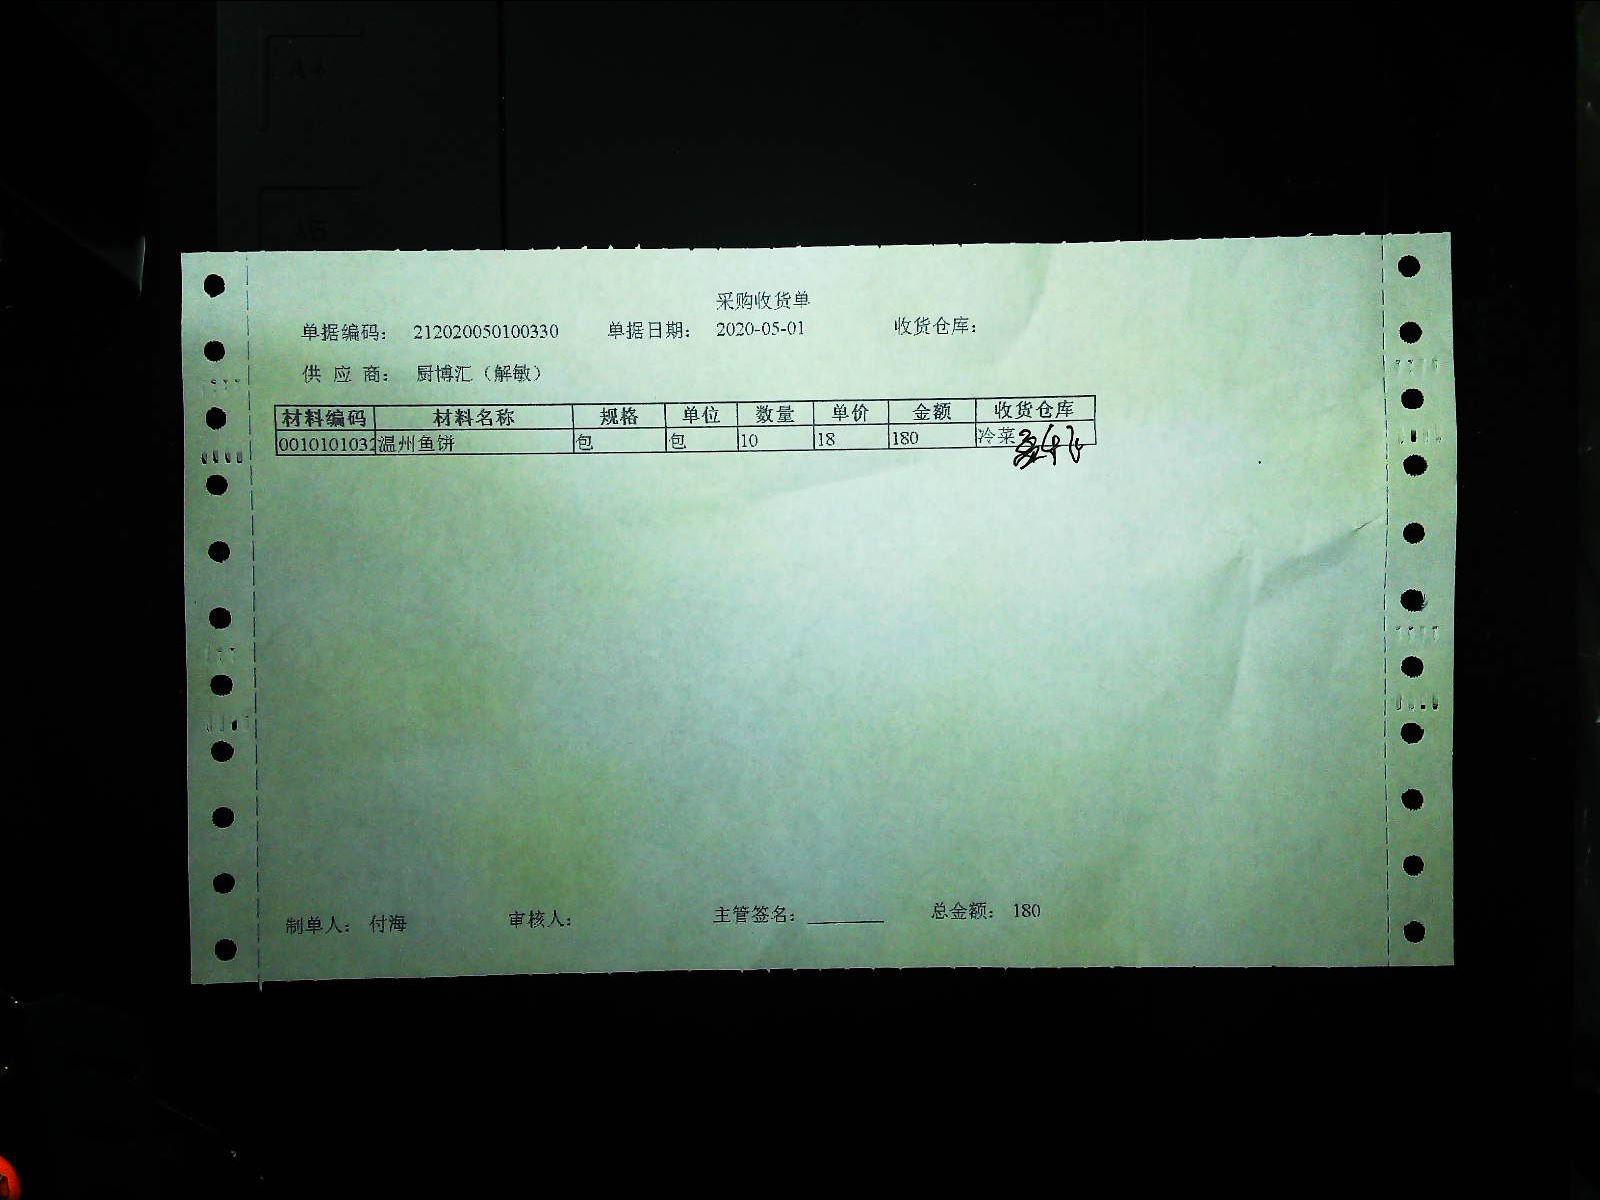 采购收货单
单据编码： 212020050100330 单据日期： 2020-05-01 收货仓库：
供 应 商： 厨博汇（解敏）
材料编码 材料名称 规格 单位 数量 单价 金额 收货仓库
0010101032 温州鱼饼 包 包 10 18 180 冷菜
制单人： 付海 审核人： 主管签名： ________ 总金额： 180